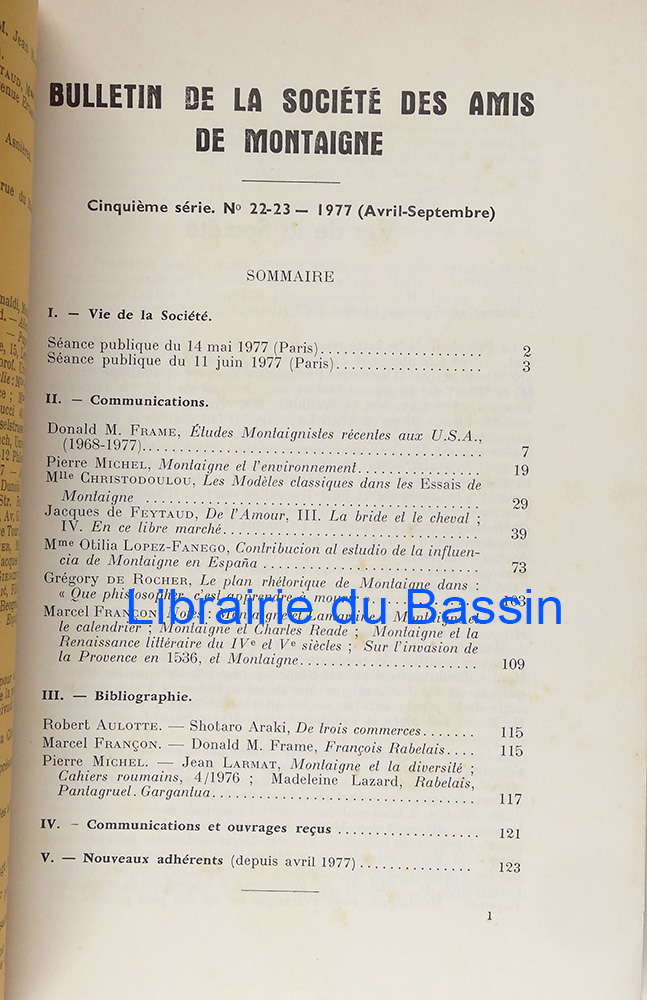 BULLETIN DE LA SOCIÉTÉ DES AMIS
DE MONTAIGNE
Cinquième série. Nº 22-23 — 1977 (Avril-Septembre)
SOMMAIRE
I. — Vie de la Société.
Séance publique du 14 mai 1977 (Paris)........................ 2
Séance publique du 11 juin 1977 (Paris)...................... 3
II. — Communications.
Donald M. FRAME, Études Montaignistes récentes aux U.S.A.,
(1968-1977)................................................ 7
Pierre MICHEL, Montaigne et l'environnement................. 19
Mlle CHRISTODOULOU, Les Modèles classiques dans les Essais de
Montaigne ................................................ 29
Jacques de FEYTAUD, De l'Amour, III. La bride et le cheval ;
IV. En ce libre marché.................................... 39
Mme Otilia LOPEZ-FANEGO, Contribucion al estudio de la influen-
cia de Montaigne en España ................................ 73
Grégory DE ROCHER, Le plan rhétorique de Montaigne dans :
« Que philosopher, c'est apprendre à mourir 103
Librairie du Bassin
Marcel FRANÇON, Notes : Montaigne et Lamartine ; Montaigne et
le calendrier ; Montaigne et Charles Reade ; Montaigne et la
Renaissance littéraire du IVe et Ve siècles ; Sur l'invasion de
la Provence en 1536, et Montaigne........................ 109
III. — Bibliographie.
Robert AULOTTE. — Shotaro Araki, De trois commerces....... 115
Marcel FRANÇON. — Donald M. Frame, François Rabelais.... 115
Pierre MICHEL. — Jean LARMAT, Montaigne et la diversité ;
Cahiers roumains, 4/1976 ; Madeleine Lazard, Rabelais,
Pantagruel. Gargantua................................... 117
IV. – Communications et ouvrages reçus .................. 121
V. — Nouveaux adhérents (depuis avril 1977)............... 123
1